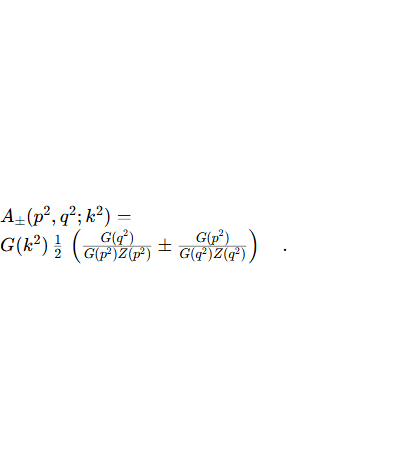 A_{\pm}(p^2, q^2; k^2) =
G(k^2) \frac{1}{2} \left( \frac{G(q^2)}{G(p^2)Z(p^2)} \pm \frac{G(p^2)}{G(q^2)Z(q^2)} \right) .